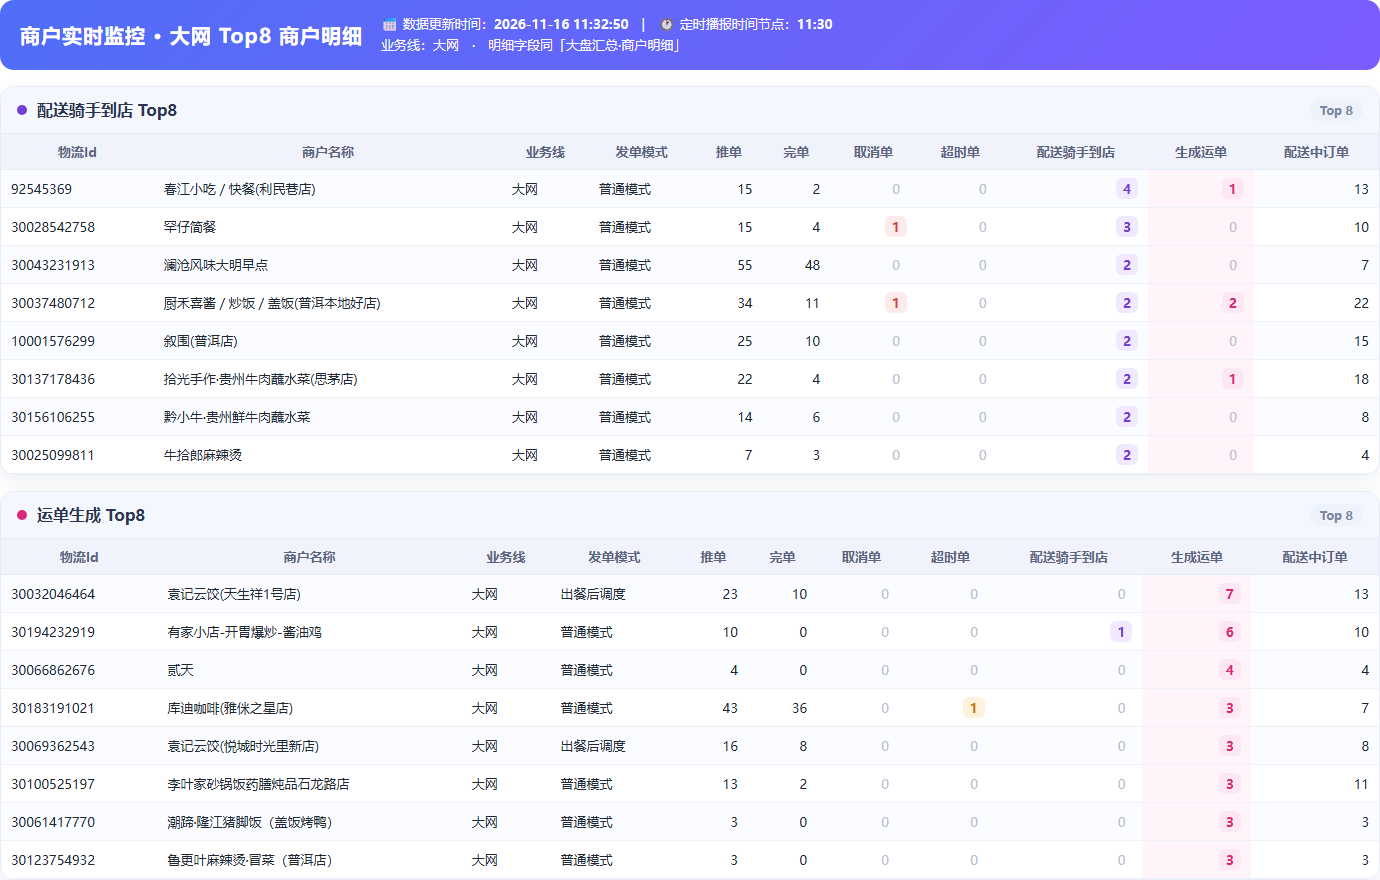 商户实时监控 • 大网 Top8 商户明细
数据更新时间：2026-11-16 11:32:50 | 定时播报时间节点：11:30
业务线：大网 · 明细字段同「大盘汇总·商户明细」
配送骑手到店 Top8 Top 8
物流Id 商户名称 业务线 发单模式 推单 完单 取消单 超时单 配送骑手到店 生成运单 配送中订单
92545369 春江小吃 / 快餐(利民巷店) 大网 普通模式 15 2 0 0 4 1 13
30028542758 罕仔简餐 大网 普通模式 15 4 1 0 3 0 10
30043231913 澜沧风味大明早点 大网 普通模式 55 48 0 0 2 0 7
30037480712 厨禾喜酱 / 炒饭 / 盖饭(普洱本地好店) 大网 普通模式 34 11 1 0 2 2 22
10001576299 叙围(普洱店) 大网 普通模式 25 10 0 0 2 0 15
30137178436 拾光手作·贵州牛肉蘸水菜(思茅店) 大网 普通模式 22 4 0 0 2 1 18
30156106255 黔小牛·贵州鲜牛肉蘸水菜 大网 普通模式 14 6 0 0 2 0 8
30025099811 牛拾郎麻辣烫 大网 普通模式 7 3 0 0 2 0 4
运单生成 Top8 Top 8
物流Id 商户名称 业务线 发单模式 推单 完单 取消单 超时单 配送骑手到店 生成运单 配送中订单
30032046464 袁记云饺(天生祥1号店) 大网 出餐后调度 23 10 0 0 0 7 13
30194232919 有家小店-开胃爆炒-酱油鸡 大网 普通模式 10 0 0 0 1 6 10
30066862676 贰天 大网 普通模式 4 0 0 0 0 4 4
30183191021 库迪咖啡(雅侎之星店) 大网 普通模式 43 36 0 1 0 3 7
30069362543 袁记云饺(悦城时光里新店) 大网 出餐后调度 16 8 0 0 0 3 8
30100525197 李叶家砂锅饭药膳炖品石龙路店 大网 普通模式 13 2 0 0 0 3 11
30061417770 潮蹄·隆江猪脚饭（盖饭烤鸭） 大网 普通模式 3 0 0 0 0 3 3
30123754932 鲁更叶麻辣烫·冒菜（普洱店） 大网 普通模式 3 0 0 0 0 3 3